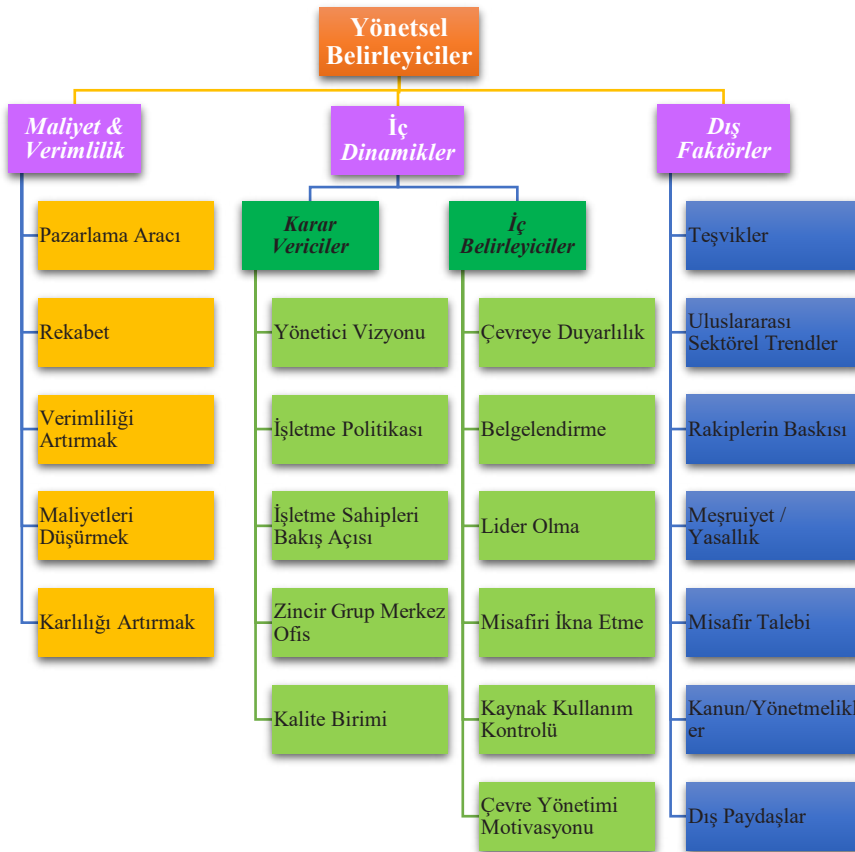 Yönetsel
Belirleyiciler
Maliyet &
Verimlilik
Pazarlama Aracı
Rekabet
Verimliliği
Artırmak
Maliyetleri
Düşürmek
Karlılığı Artırmak
İç
Dinamikler
Karar
Vericiler
Yönetici Vizyonu
İşletme Politikası
İşletme Sahipleri
Bakış Açısı
Zincir Grup Merkez
Ofis
Kalite Birimi
İç
Belirleyiciler
Çevreye Duyarlılık
Belgelendirme
Lider Olma
Misafiri İkna Etme
Kaynak Kullanım
Kontrolü
Çevre Yönetimi
Motivasyonu
Dış
Faktörler
Teşvikler
Uluslararası
Sektörel Trendler
Rakiplerin Baskısı
Meşruiyet /
Yasallık
Misafir Talebi
Kanun/Yönetmelikl
er
Dış Paydaşlar